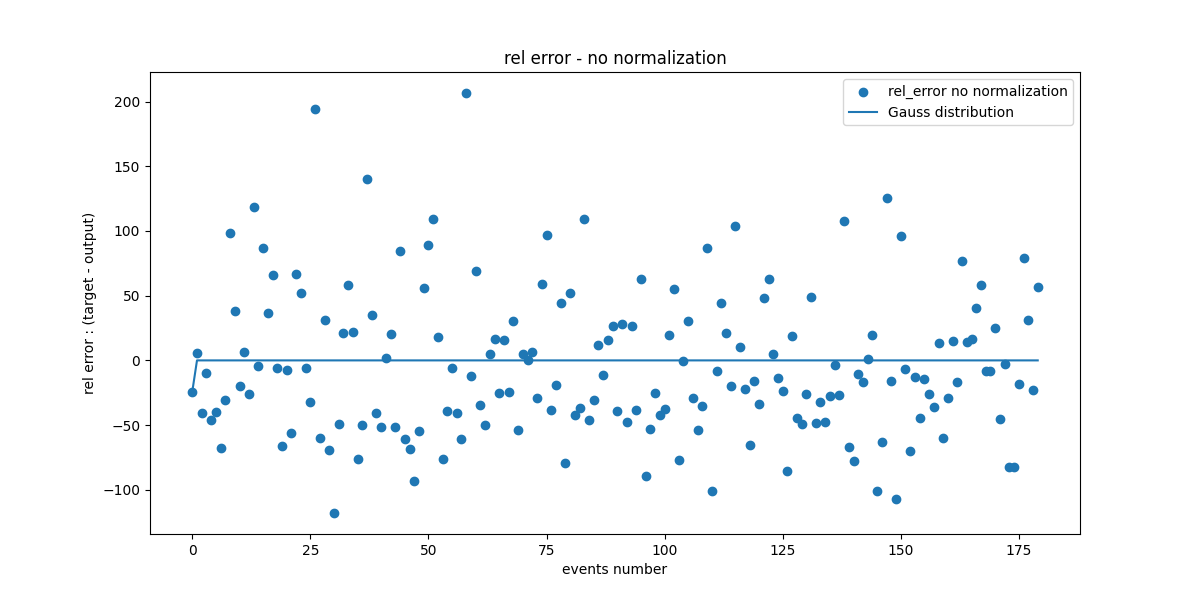 rel error - no normalization
rel_error no normalization
Gauss distribution
200
150
100
50
0
−50
−100
rel error : (target - output)
0 25 50 75 100 125 150 175
events number